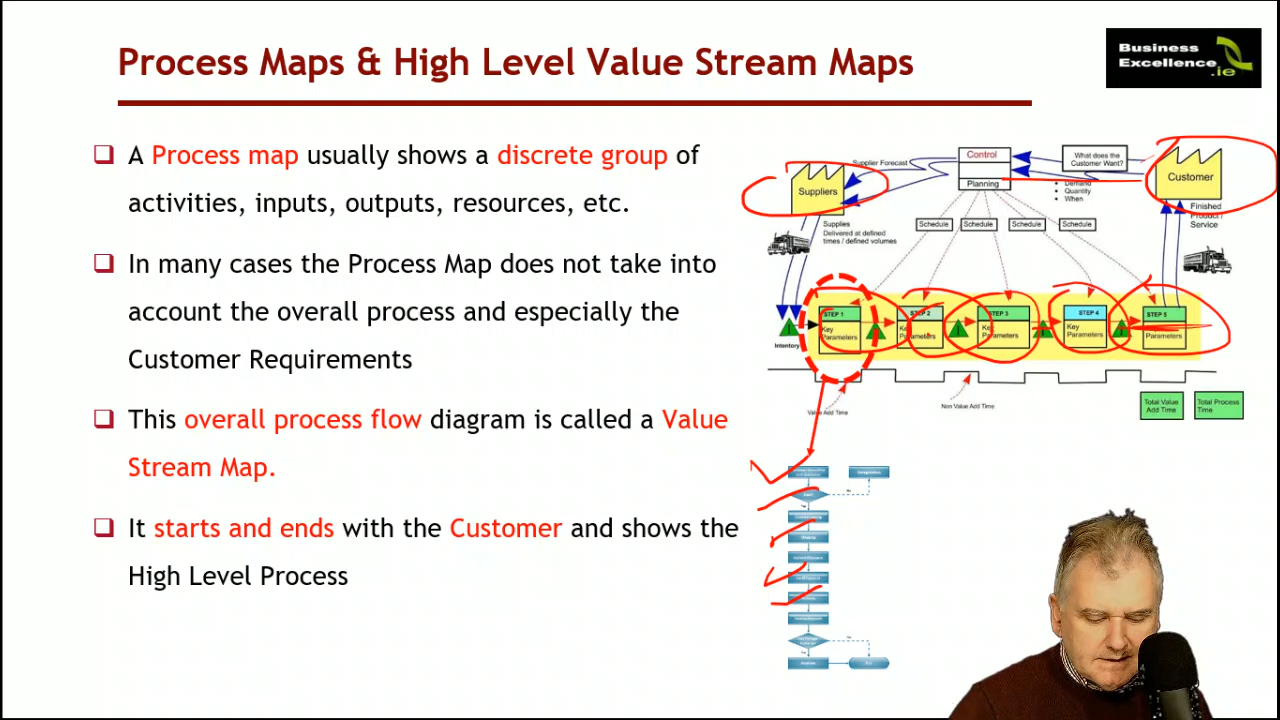 Process Maps & High Level Value Stream Maps
Business
Excellence
.ie
❑ A Process map usually shows a discrete group of
activities, inputs, outputs, resources, etc.
❑ In many cases the Process Map does not take into
account the overall process and especially the
Customer Requirements
❑ This overall process flow diagram is called a Value
Stream Map.
❑ It starts and ends with the Customer and shows the
High Level Process
Suppliers
Supplier Forecast
Control
Planning
What does the
Customer Want?
• Demand
• Quantity
• When
Customer
Supplies
Delivered at defined
times / defined volumes
Schedule
Schedule
Schedule
Schedule
Finished
Product /
Service
Intentory
STEP 1
Key
Parameters
STEP 2
Key
Parameters
STEP 3
Key
Parameters
STEP 4
Key
Parameters
STEP 5
Parameters
Value Add Time
Non Value Add Time
Total Value
Add Time
Total Process
Time